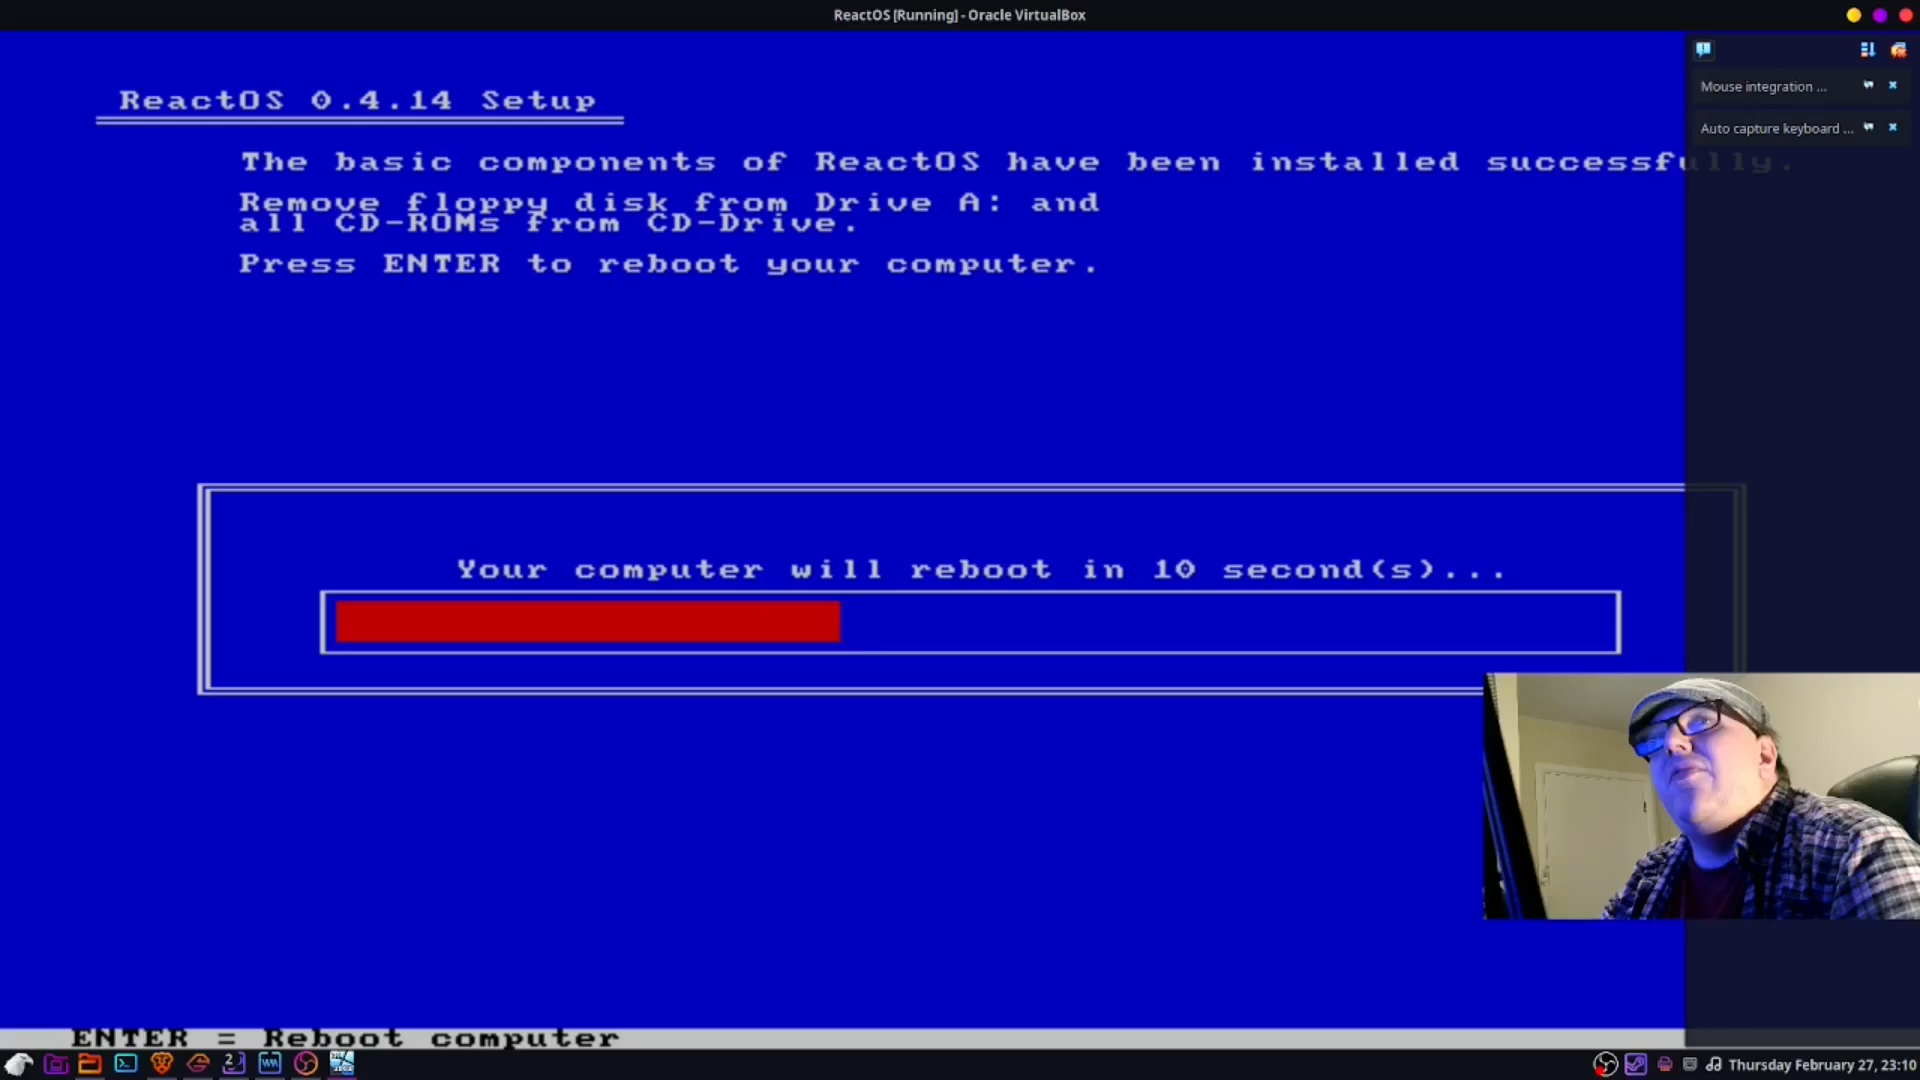 ReactOS [Running] - Oracle VirtualBox
Mouse integration ...
Auto capture keyboard ...
ReactOS 0.4.14 Setup
The basic components of ReactOS have been installed successfully.
Remove floppy disk from Drive A: and
all CD-ROMs from CD-Drive.
Press ENTER to reboot your computer.
Your computer will reboot in 10 second(s)...
ENTER = Reboot computer
Thursday February 27, 23:10